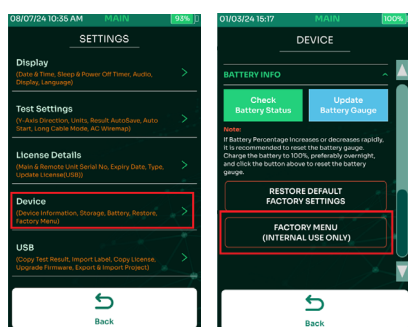 08/07/24 10:35 AM MAIN 93%
SETTINGS
Display
(Date & Time, Sleep & Power Off Timer, Audio,
Display, Language)
Test Settings
(Y-Axis Direction, Units, Result AutoSave, Auto
Start, Long Cable Mode, AC Wiremap)
License Details
(Main & Remote Unit Serial No, Expiry Date, Type,
Update License(USB))
Device
(Device Information, Storage, Battery, Restore,
Factory Menu)
USB
(Copy Test Result, Import Label, Copy License,
Upgrade Firmware, Export & Import Project)
Back
01/03/24 15:17 MAIN 100%
DEVICE
BATTERY INFO
Check
Battery Status
Update
Battery Gauge
Note:
If Battery Percentage Increases or decreases rapidly,
it is recommended to reset the battery gauge.
Charge the battery to 100%, preferably overnight,
and click the button above to reset the battery
gauge.
RESTORE DEFAULT
FACTORY SETTINGS
FACTORY MENU
(INTERNAL USE ONLY)
Back